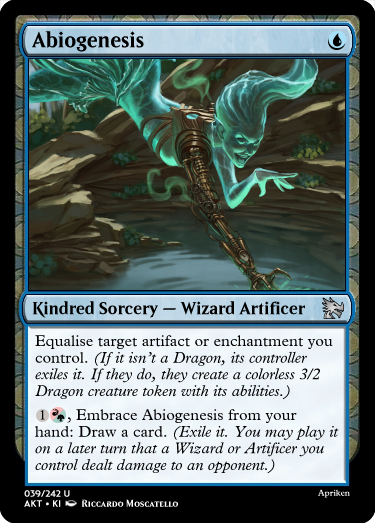 Abiogenesis
Kindred Sorcery — Wizard Artificer
Equalise target artifact or enchantment you
control. (If it isn't a Dragon, its controller
exiles it. If they do, they create a colorless 3/2
Dragon creature token with its abilities.)
1, Embrace Abiogenesis from your
hand: Draw a card. (Exile it. You may play it
on a later turn that a Wizard or Artificer you
control dealt damage to an opponent.)
039/242 U
Apriken
AKT • KI Riccardo Moscatello